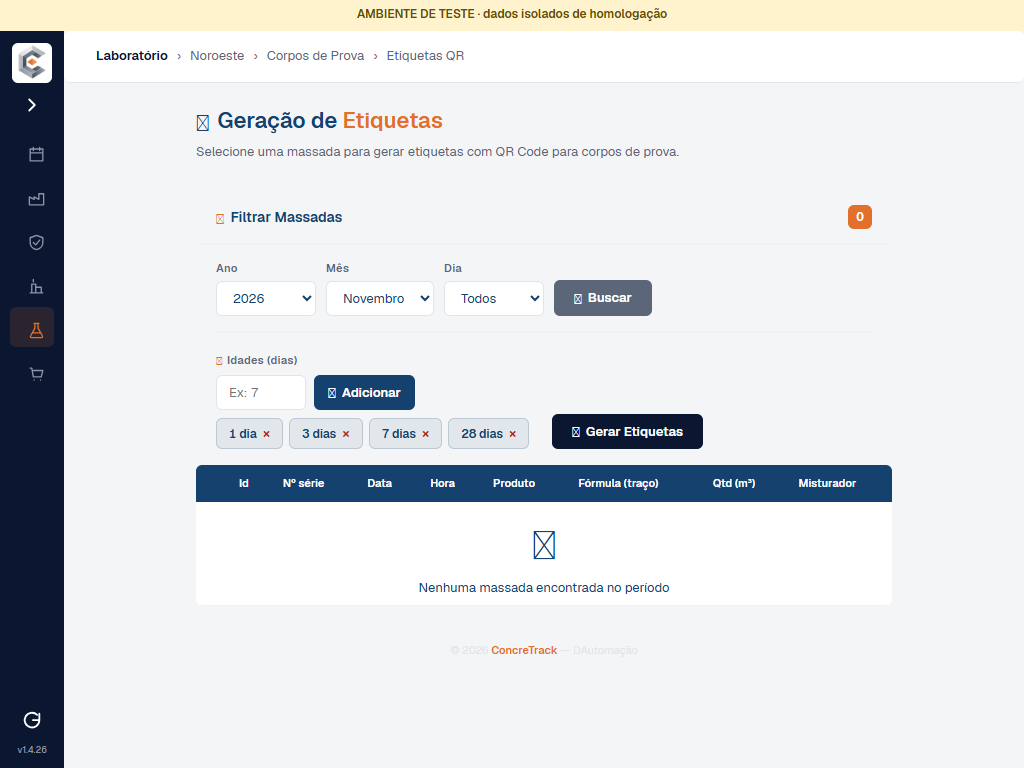 AMBIENTE DE TESTE · dados isolados de homologação
Laboratório › Noroeste › Corpos de Prova › Etiquetas QR
Geração de Etiquetas
Selecione uma massada para gerar etiquetas com QR Code para corpos de prova.
Filtrar Massadas 0
Ano Mês Dia
2026 Novembro Todos Buscar
Idades (dias)
Ex: 7 Adicionar
1 dia × 3 dias × 7 dias × 28 dias × Gerar Etiquetas
Id Nº série Data Hora Produto Fórmula (traço) Qtd (m³) Misturador
Nenhuma massada encontrada no período
© 2026 ConcreTrack — DAutomação
v1.4.26